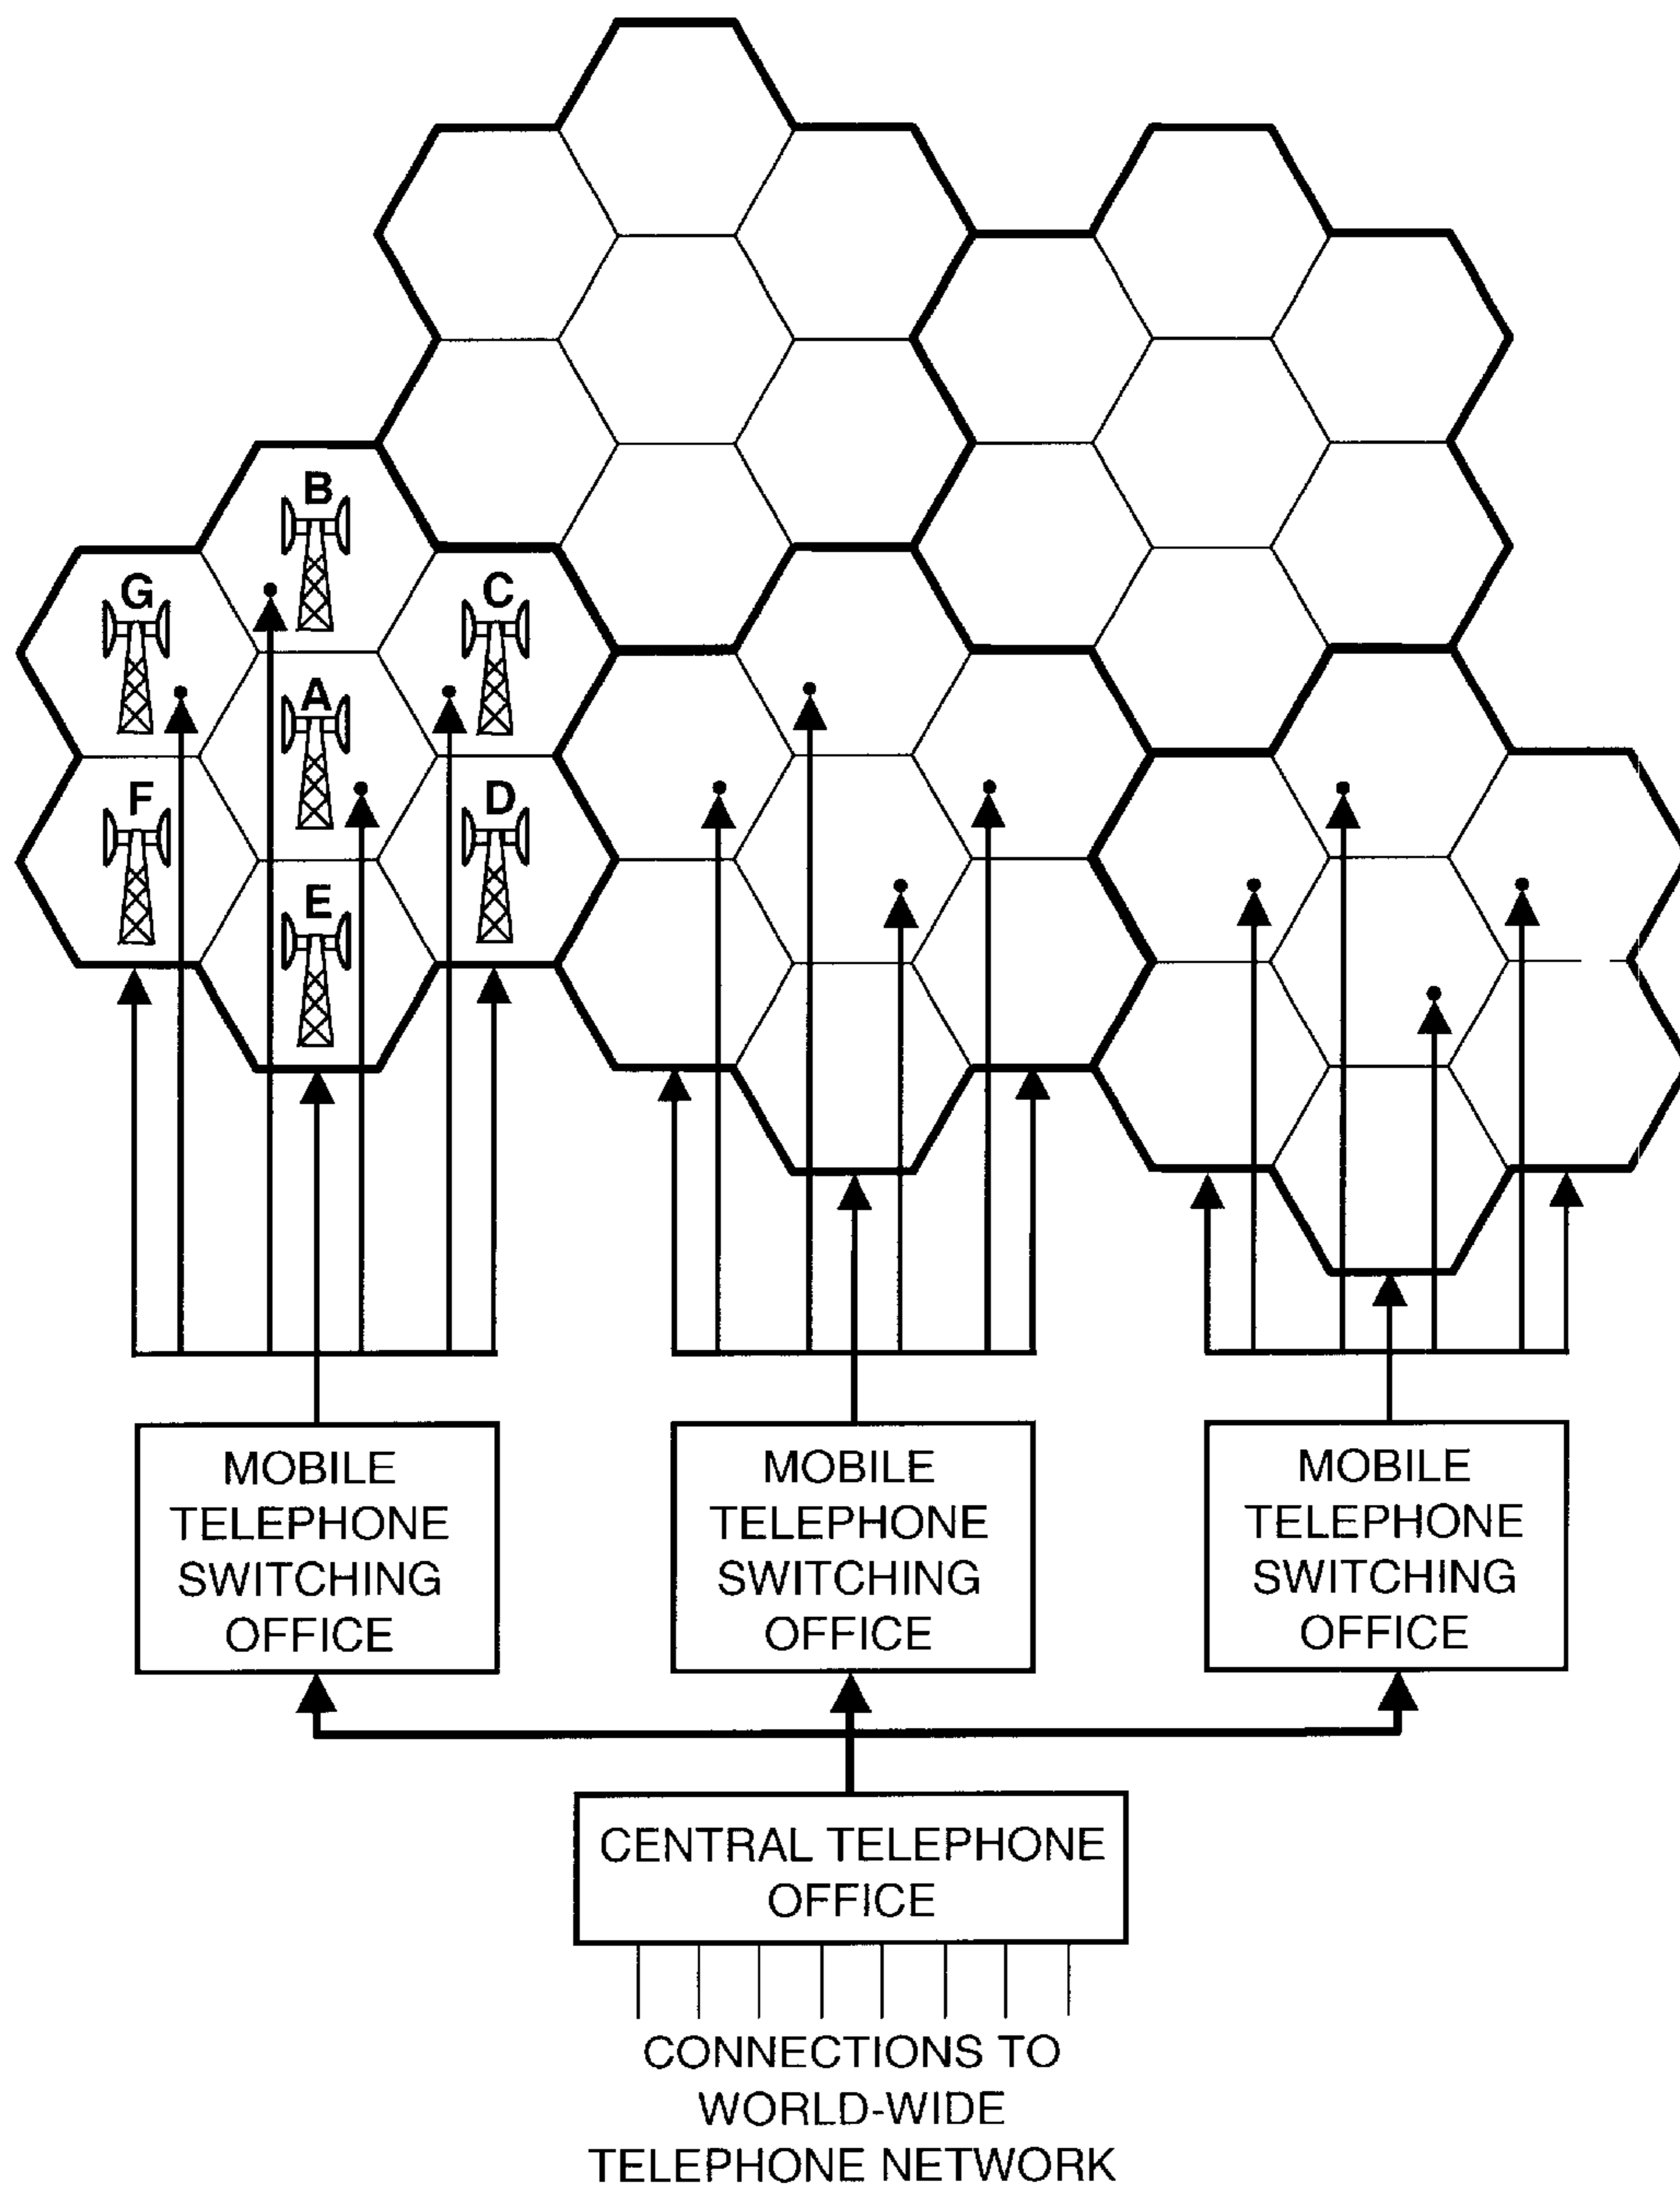 B
G
C
A
F
D
E
MOBILE
TELEPHONE
SWITCHING
OFFICE
MOBILE
TELEPHONE
SWITCHING
OFFICE
MOBILE
TELEPHONE
SWITCHING
OFFICE
CENTRAL TELEPHONE
OFFICE
CONNECTIONS TO
WORLD-WIDE
TELEPHONE NETWORK